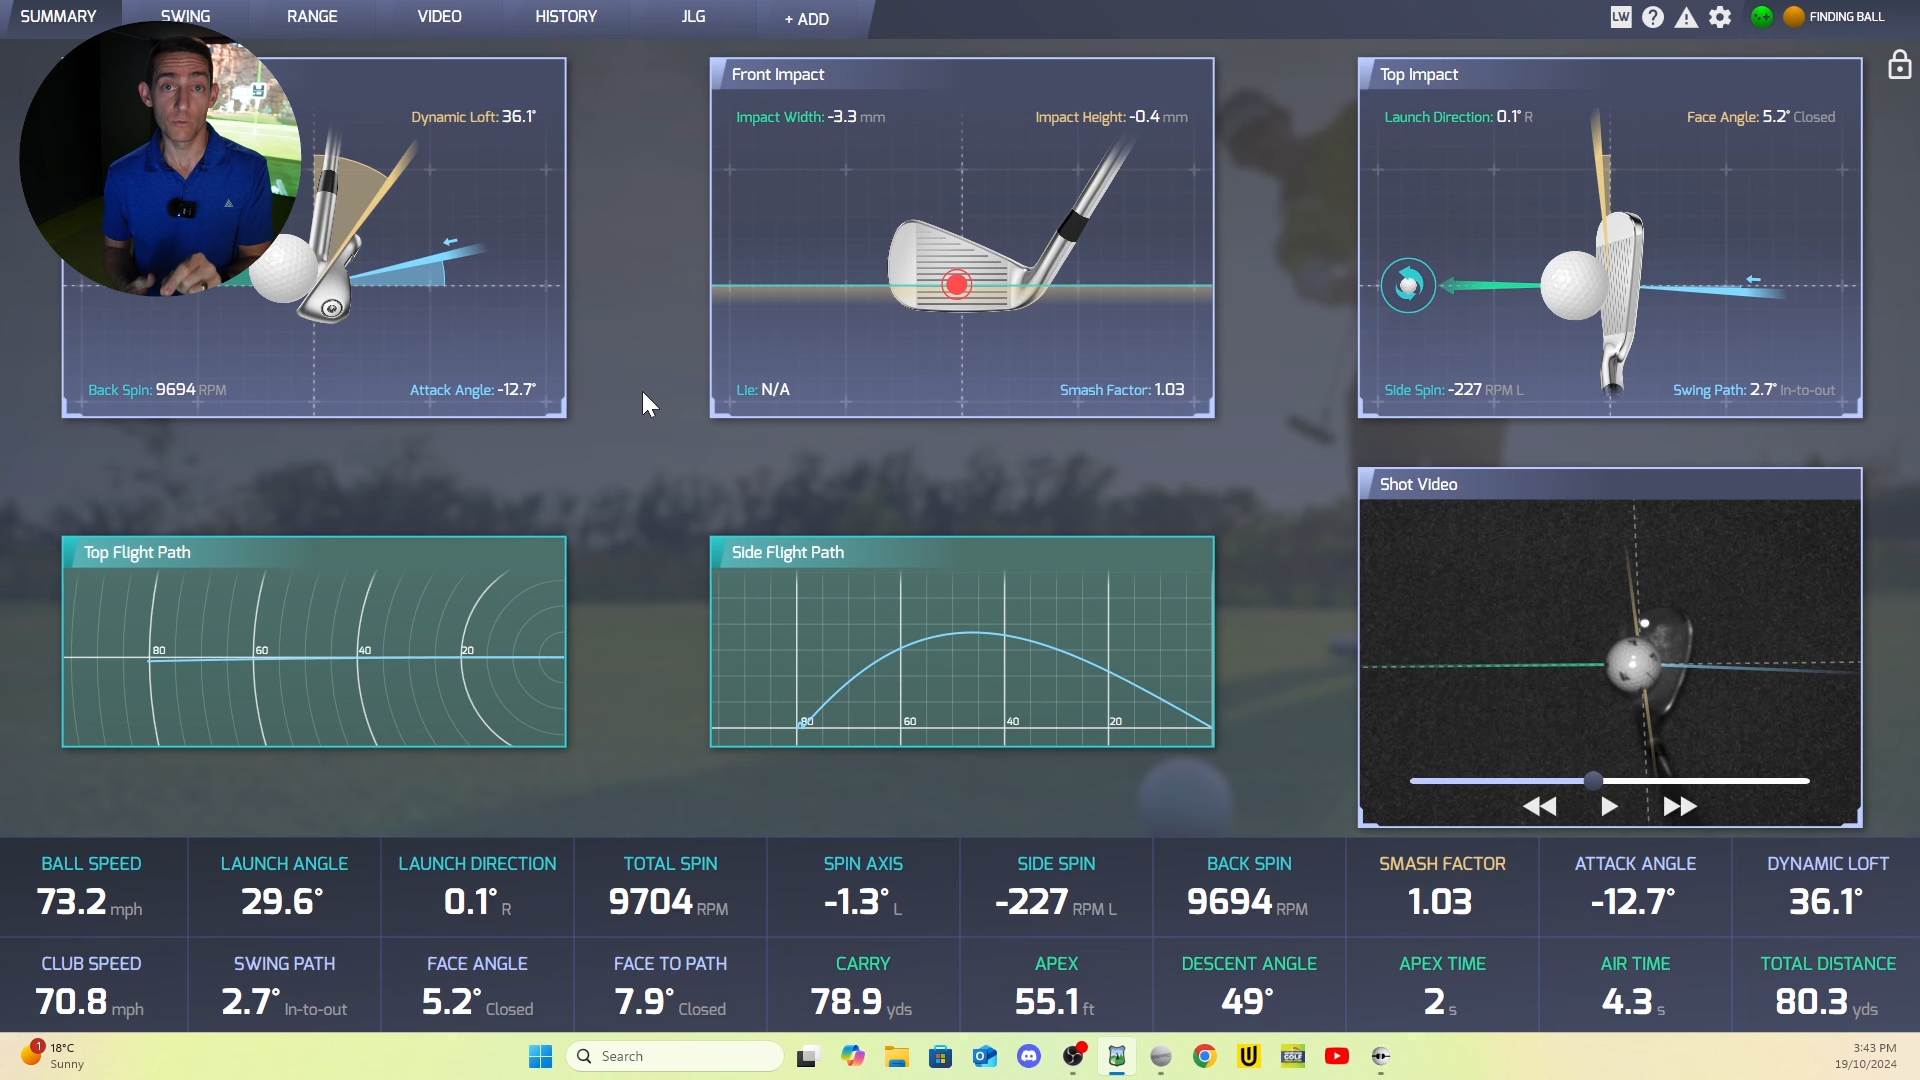 SUMMARY SWING RANGE VIDEO HISTORY JLG + ADD LW ? FINDING BALL
Dynamic Loft: 36.1°
Back Spin: 9694 RPM
Attack Angle: -12.7°
Front Impact
Impact Width: -3.3 mm
Impact Height: -0.4 mm
Lie: N/A
Smash Factor: 1.03
Top Impact
Launch Direction: 0.1° R
Face Angle: 5.2° Closed
Side Spin: -227 RPM L
Swing Path: 2.7° In-to-out
Top Flight Path
80 60 40 20
Side Flight Path
80 60 40 20
Shot Video
BALL SPEED
73.2 mph
LAUNCH ANGLE
29.6°
LAUNCH DIRECTION
0.1° R
TOTAL SPIN
9704 RPM
SPIN AXIS
-1.3° L
SIDE SPIN
-227 RPM L
BACK SPIN
9694 RPM
SMASH FACTOR
1.03
ATTACK ANGLE
-12.7°
DYNAMIC LOFT
36.1°
CLUB SPEED
70.8 mph
SWING PATH
2.7° In-to-out
FACE ANGLE
5.2° Closed
FACE TO PATH
7.9° Closed
CARRY
78.9 yds
APEX
55.1 ft
DESCENT ANGLE
49°
APEX TIME
2 s
AIR TIME
4.3 s
TOTAL DISTANCE
80.3 yds
1
18°C
Sunny
Search
U
GOLF
3:43 PM
19/10/2024